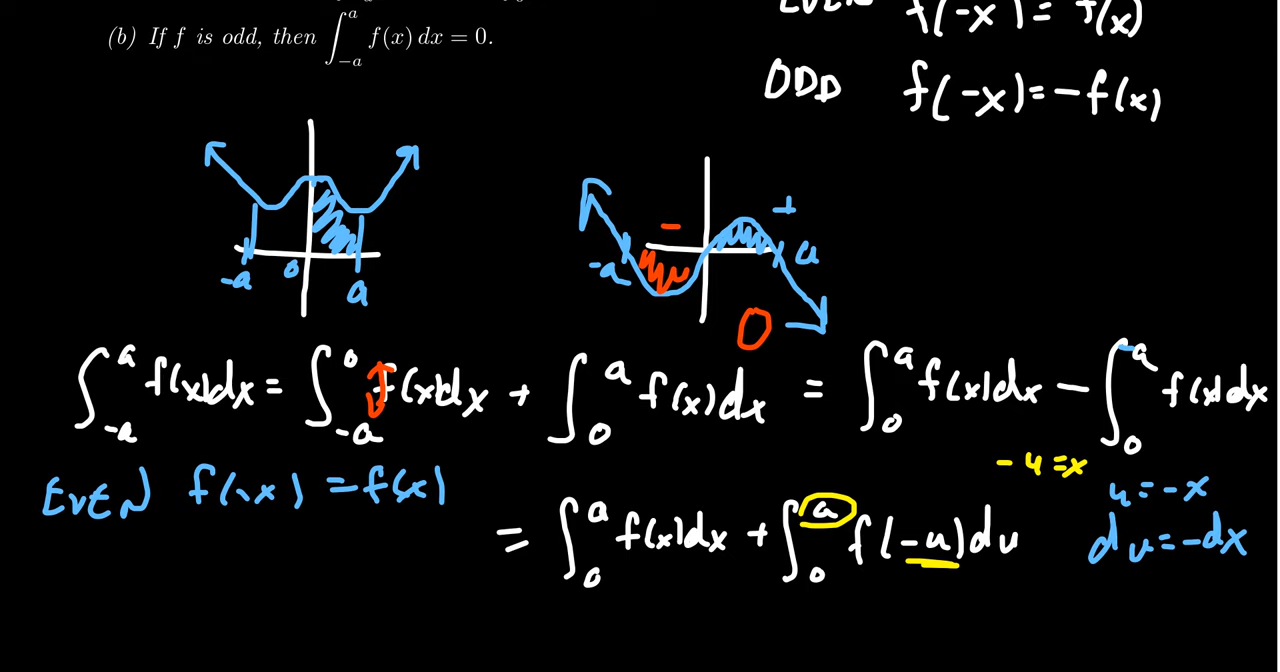 EVEN f(-x) = f(x)
(b) If f is odd, then ∫_{-a}^{a} f(x) dx = 0.
ODD f(-x) = -f(x)
-a 0 a
- +
-a a
0
∫_{-a}^{a} f(x)dx = ∫_{-a}^{0} f(x)dx + ∫_{0}^{a} f(x)dx = ∫_{0}^{a} f(x)dx - ∫_{0}^{-a} f(x)dx
EVEN f(-x) = f(x)
-u = x
u = -x
= ∫_{0}^{a} f(x)dx + ∫_{0}^{a} f(-u)du
du = -dx